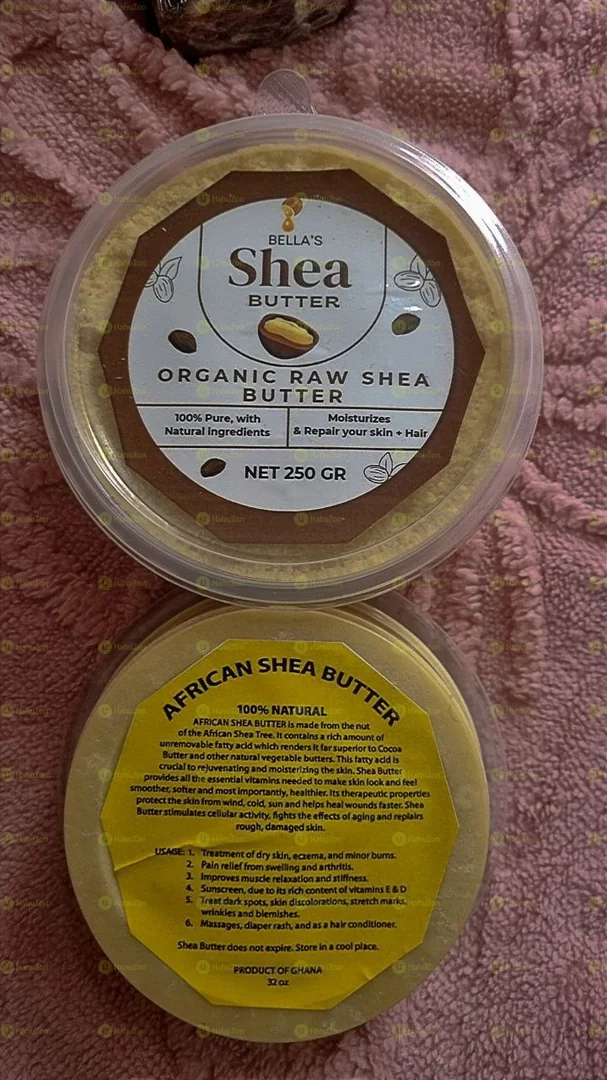 BELLA'S
Shea
BUTTER
ORGANIC RAW SHEA
BUTTER
100% Pure, with
Natural ingredients
Moisturizes
& Repair your skin + Hair
NET 250 GR
AFRICAN SHEA BUTTER
100% NATURAL
AFRICAN SHEA BUTTER is made from the nut
of the African Shea Tree. It contains a rich amount of
unremovable fatty acid which renders it far superior to Cocoa
Butter and other natural vegetable butters. This fatty acid is
crucial to rejuvenating and moisterizing the skin. Shea Butter
provides all the essential vitamins needed to make skin look and feel
smoother, softer and most importantly, healthier. Its therapeutic properties
protect the skin from wind, cold, sun and helps heal wounds faster. Shea
Butter stimulates cellular activity, fights the effects of aging and repairs
rough, damaged skin.
USAGE: 1. Treatment of dry skin, eczema, and minor burns.
2. Pain relief from swelling and arthritis.
3. Improves muscle relaxation and stiffness.
4. Sunscreen, due to its rich content of vitamins E & D
5. Treat dark spots, skin discolorations, stretch marks,
wrinkles and blemishes.
6. Massages, diaper rash, and as a hair conditioner.
Shea Butter does not expire. Store in a cool place.
PRODUCT OF GHANA
32 oz
HahuZon